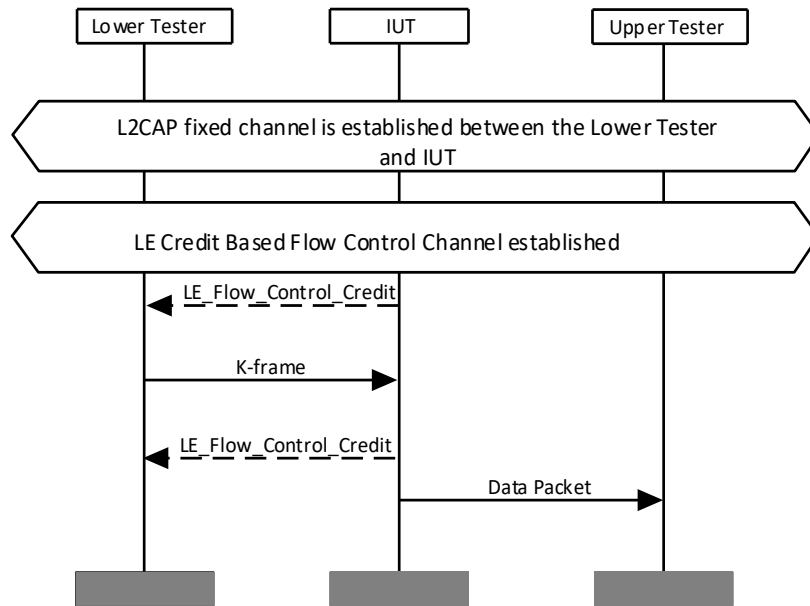 Lower Tester
IUT
Upper Tester
L2CAP fixed channel is established between the Lower Tester
and IUT
LE Credit Based Flow Control Channel established
LE_Flow_Control_Credit
K-frame
LE_Flow_Control_Credit
Data Packet